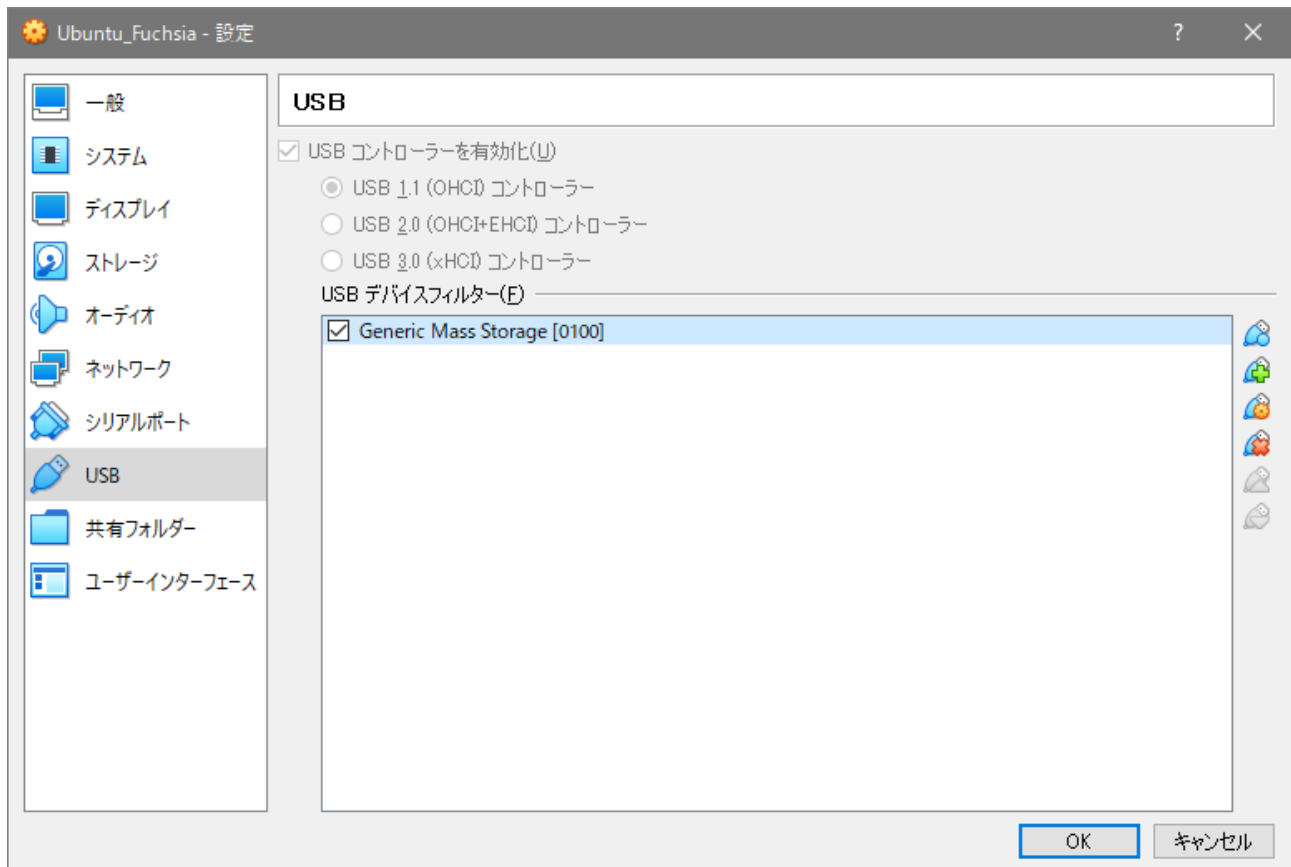 Ubuntu_Fuchsia - 設定
?
一般
システム
ディスプレイ
ストレージ
オーディオ
ネットワーク
シリアルポート
USB
共有フォルダー
ユーザーインターフェース
USB
USB コントローラーを有効化(U)
USB 1.1 (OHCI) コントローラー
USB 2.0 (OHCI+EHCI) コントローラー
USB 3.0 (xHCI) コントローラー
USB デバイスフィルター(F)
Generic Mass Storage [0100]
OK
キャンセル